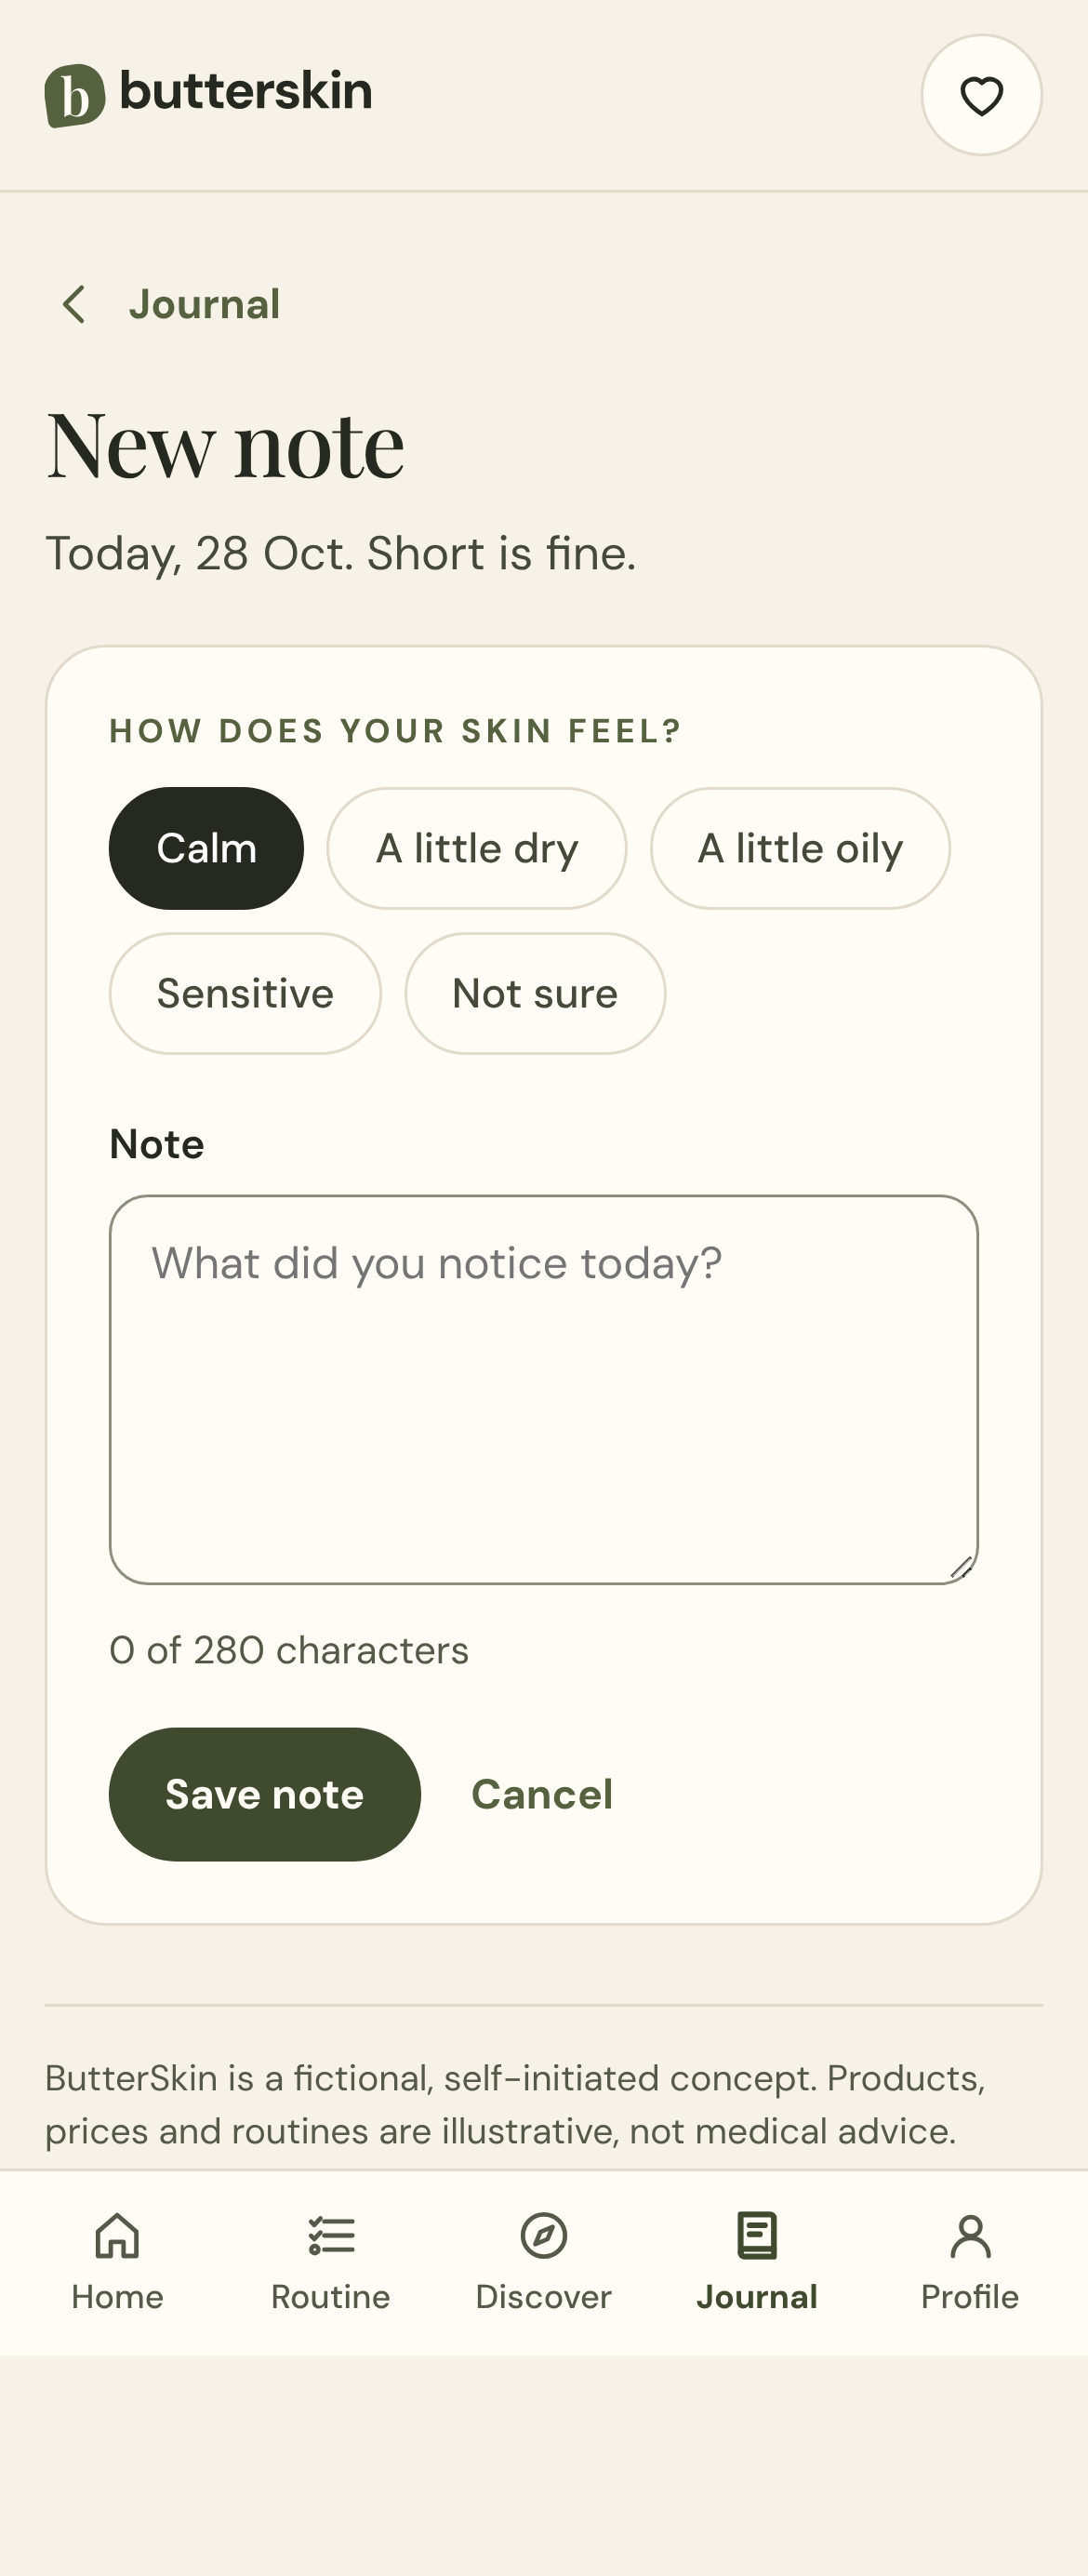 b butterskin
Journal
New note
Today, 28 Oct. Short is fine.
HOW DOES YOUR SKIN FEEL?
Calm A little dry A little oily
Sensitive Not sure
Note
What did you notice today?
0 of 280 characters
Save note Cancel
ButterSkin is a fictional, self-initiated concept. Products,
prices and routines are illustrative, not medical advice.
Home Routine Discover Journal Profile